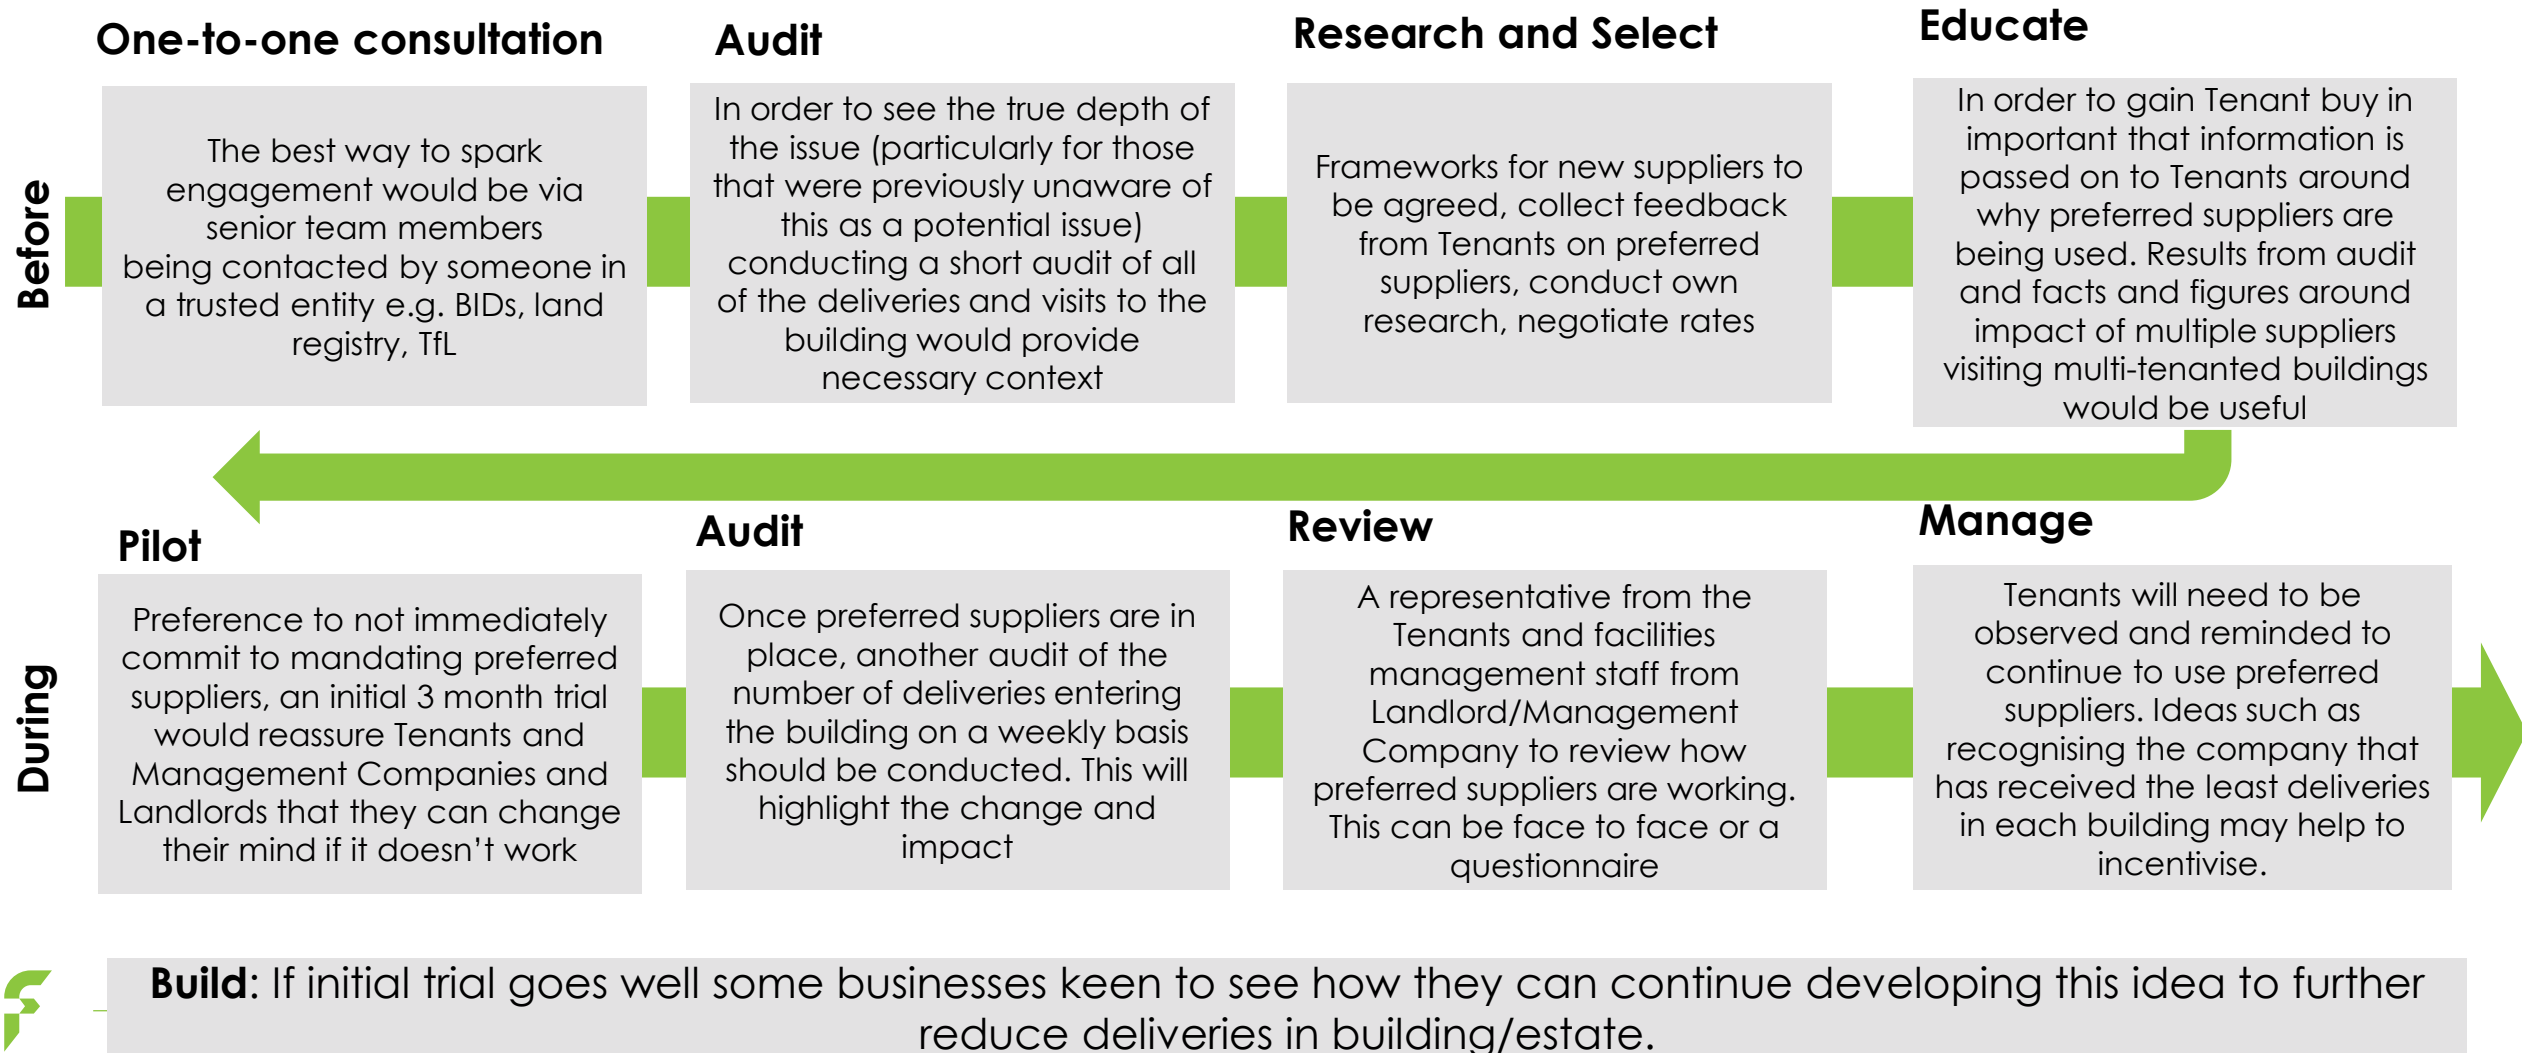 One-to-one consultation
The best way to spark
engagement would be via
senior team members
being contacted by someone in
a trusted entity e.g. BIDs, land
registry, TfL
Audit
In order to see the true depth of
the issue (particularly for those
that were previously unaware of
this as a potential issue)
conducting a short audit of all
of the deliveries and visits to the
building would provide
necessary context
Research and Select
Frameworks for new suppliers to
be agreed, collect feedback
from Tenants on preferred
suppliers, conduct own
research, negotiate rates
Educate
In order to gain Tenant buy in
important that information is
passed on to Tenants around
why preferred suppliers are
being used. Results from audit
and facts and figures around
impact of multiple suppliers
visiting multi-tenanted buildings
would be useful
Before
Pilot
Preference to not immediately
commit to mandating preferred
suppliers, an initial 3 month trial
would reassure Tenants and
Management Companies and
Landlords that they can change
their mind if it doesn’t work
Audit
Once preferred suppliers are in
place, another audit of the
number of deliveries entering
the building on a weekly basis
should be conducted. This will
highlight the change and
impact
Review
A representative from the
Tenants and facilities
management staff from
Landlord/Management
Company to review how
preferred suppliers are working.
This can be face to face or a
questionnaire
Manage
Tenants will need to be
observed and reminded to
continue to use preferred
suppliers. Ideas such as
recognising the company that
has received the least deliveries
in each building may help to
incentivise.
During
Build: If initial trial goes well some businesses keen to see how they can continue developing this idea to further
reduce deliveries in building/estate.